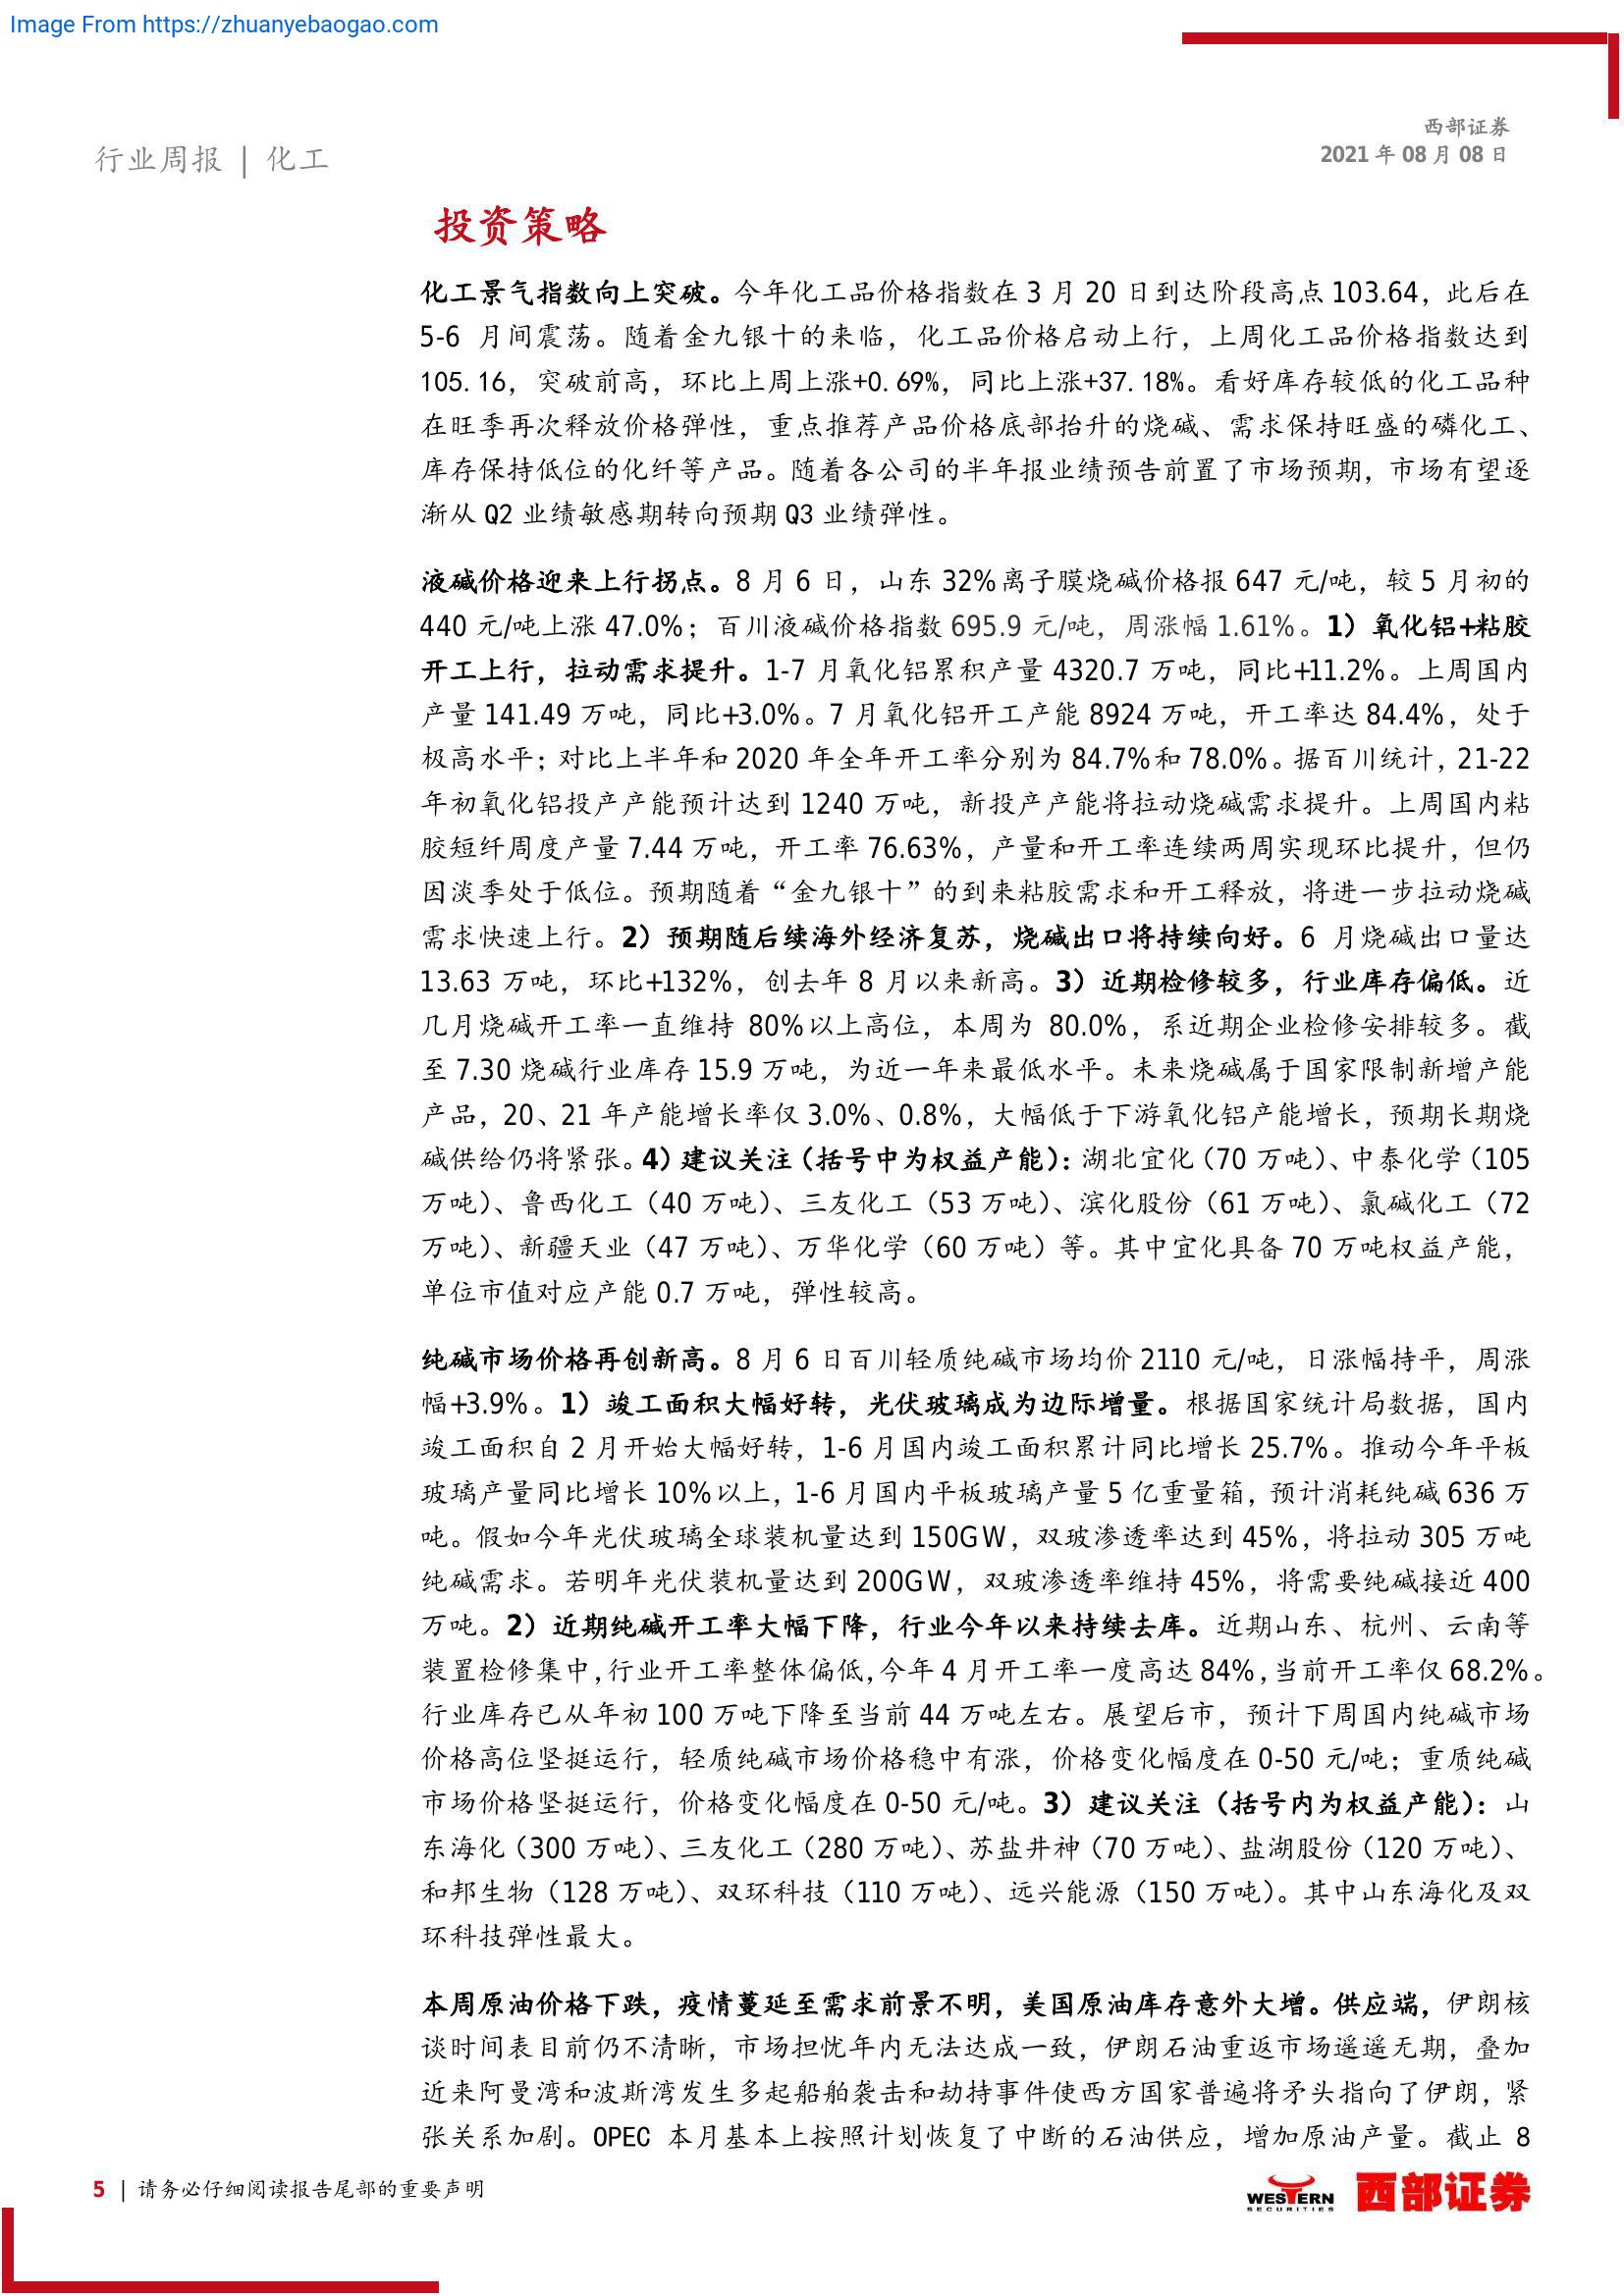 Image From https://zhuanyebaogao.com
西部证券
2021 年 08 月 08 日
行业周报 | 化工
投资策略
化工景气指数向上突破。今年化工品价格指数在 3 月 20 日到达阶段高点 103.64，此后在
5-6 月间震荡。随着金九银十的来临，化工品价格启动上行，上周化工品价格指数达到
105.16，突破前高，环比上周上涨+0.69%，同比上涨+37.18%。看好库存较低的化工品种
在旺季再次释放价格弹性，重点推荐产品价格底部抬升的烧碱、需求保持旺盛的磷化工、
库存保持低位的化纤等产品。随着各公司的半年报业绩预告前置了市场预期，市场有望逐
渐从 Q2 业绩敏感期转向预期 Q3 业绩弹性。
液碱价格迎来上行拐点。8 月 6 日，山东 32%离子膜烧碱价格报 647 元/吨，较 5 月初的
440 元/吨上涨 47.0%；百川液碱价格指数 695.9 元/吨，周涨幅 1.61%。1）氧化铝+粘胶
开工上行，拉动需求提升。1-7 月氧化铝累积产量 4320.7 万吨，同比+11.2%。上周国内
产量 141.49 万吨，同比+3.0%。7 月氧化铝开工产能 8924 万吨，开工率达 84.4%，处于
极高水平；对比上半年和 2020 年全年开工率分别为 84.7%和 78.0%。据百川统计，21-22
年初氧化铝投产产能预计达到 1240 万吨，新投产产能将拉动烧碱需求提升。上周国内粘
胶短纤周度产量 7.44 万吨，开工率 76.63%，产量和开工率连续两周实现环比提升，但仍
因淡季处于低位。预期随着“金九银十”的到来粘胶需求和开工释放，将进一步拉动烧碱
需求快速上行。2）预期随后续海外经济复苏，烧碱出口将持续向好。6 月烧碱出口量达
13.63 万吨，环比+132%，创去年 8 月以来新高。3）近期检修较多，行业库存偏低。近
几月烧碱开工率一直维持 80%以上高位，本周为 80.0%，系近期企业检修安排较多。截
至 7.30 烧碱行业库存 15.9 万吨，为近一年来最低水平。未来烧碱属于国家限制新增产能
产品，20、21 年产能增长率仅 3.0%、0.8%，大幅低于下游氧化铝产能增长，预期长期烧
碱供给仍将紧张。4）建议关注（括号中为权益产能）：湖北宜化（70 万吨）、中泰化学（105
万吨）、鲁西化工（40 万吨）、三友化工（53 万吨）、滨化股份（61 万吨）、氯碱化工（72
万吨）、新疆天业（47 万吨）、万华化学（60 万吨）等。其中宜化具备 70 万吨权益产能，
单位市值对应产能 0.7 万吨，弹性较高。
纯碱市场价格再创新高。8 月 6 日百川轻质纯碱市场均价 2110 元/吨，日涨幅持平，周涨
幅+3.9%。1）竣工面积大幅好转，光伏玻璃成为边际增量。根据国家统计局数据，国内
竣工面积自 2 月开始大幅好转，1-6 月国内竣工面积累计同比增长 25.7%。推动今年平板
玻璃产量同比增长 10%以上，1-6 月国内平板玻璃产量 5 亿重量箱，预计消耗纯碱 636 万
吨。假如今年光伏玻璃全球装机量达到 150GW，双玻渗透率达到 45%，将拉动 305 万吨
纯碱需求。若明年光伏装机量达到 200GW，双玻渗透率维持 45%，将需要纯碱接近 400
万吨。2）近期纯碱开工率大幅下降，行业今年以来持续去库。近期山东、杭州、云南等
装置检修集中，行业开工率整体偏低，今年 4 月开工率一度高达 84%，当前开工率仅 68.2%。
行业库存已从年初 100 万吨下降至当前 44 万吨左右。展望后市，预计下周国内纯碱市场
价格高位坚挺运行，轻质纯碱市场价格稳中有涨，价格变化幅度在 0-50 元/吨；重质纯碱
市场价格坚挺运行，价格变化幅度在 0-50 元/吨。3）建议关注（括号内为权益产能）：山
东海化（300 万吨）、三友化工（280 万吨）、苏盐井神（70 万吨）、盐湖股份（120 万吨）、
和邦生物（128 万吨）、双环科技（110 万吨）、远兴能源（150 万吨）。其中山东海化及双
环科技弹性最大。
本周原油价格下跌，疫情蔓延至需求前景不明，美国原油库存意外大增。供应端，伊朗核
谈时间表目前仍不清晰，市场担忧年内无法达成一致，伊朗石油重返市场遥遥无期，叠加
近来阿曼湾和波斯湾发生多起船舶袭击和劫持事件使西方国家普遍将矛头指向了伊朗，紧
张关系加剧。OPEC 本月基本上按照计划恢复了中断的石油供应，增加原油产量。截止 8
5 | 请务必仔细阅读报告尾部的重要声明
WESTERN
SECURITIES
西部证券